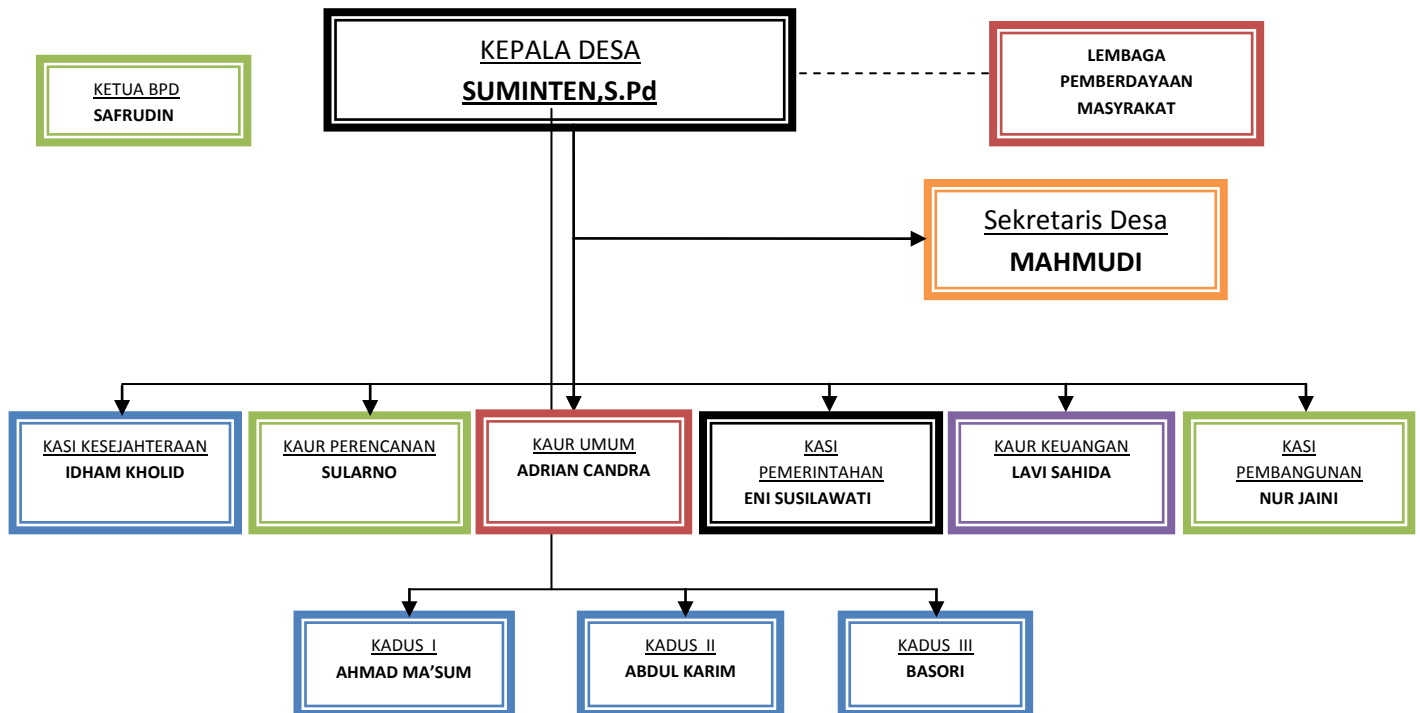 KEPALA DESA
SUMINTEN,S.Pd
KETUA BPD
SAFRUDIN
LEMBAGA
PEMBERDAYAAN
MASYRAKAT
Sekretaris Desa
MAHMUDI
KASI KESEJAHTERAAN
IDHAM KHOLID
KAUR PERENCANAN
SULARNO
KAUR UMUM
ADRIAN CANDRA
KASI
PEMERINTAHAN
ENI SUSILAWATI
KAUR KEUANGAN
LAVI SAHIDA
KASI
PEMBANGUNAN
NUR JAINI
KADUS I
AHMAD MA’SUM
KADUS II
ABDUL KARIM
KADUS III
BASORI